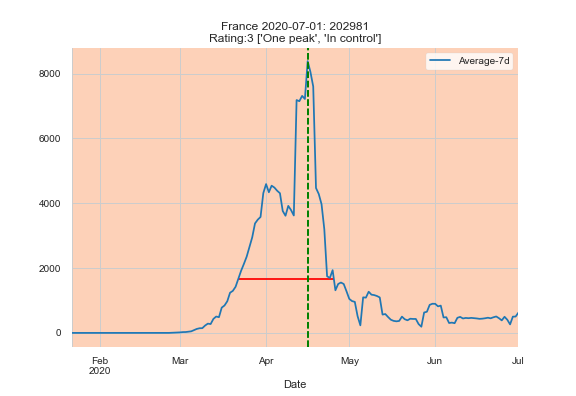 France 2020-07-01: 202981
Rating:3 ['One peak', 'In control']
Average-7d
8000
6000
4000
2000
0
Feb
2020
Mar
Apr
May
Jun
Jul
Date